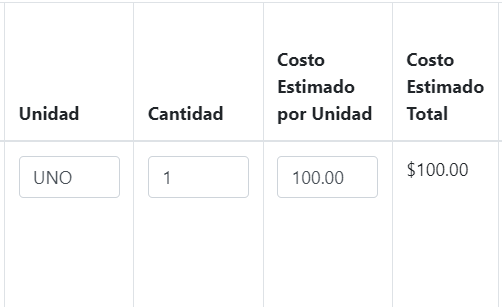 Unidad
Cantidad
Costo
Estimado
por Unidad
Costo
Estimado
Total
UNO
1
100.00
$100.00